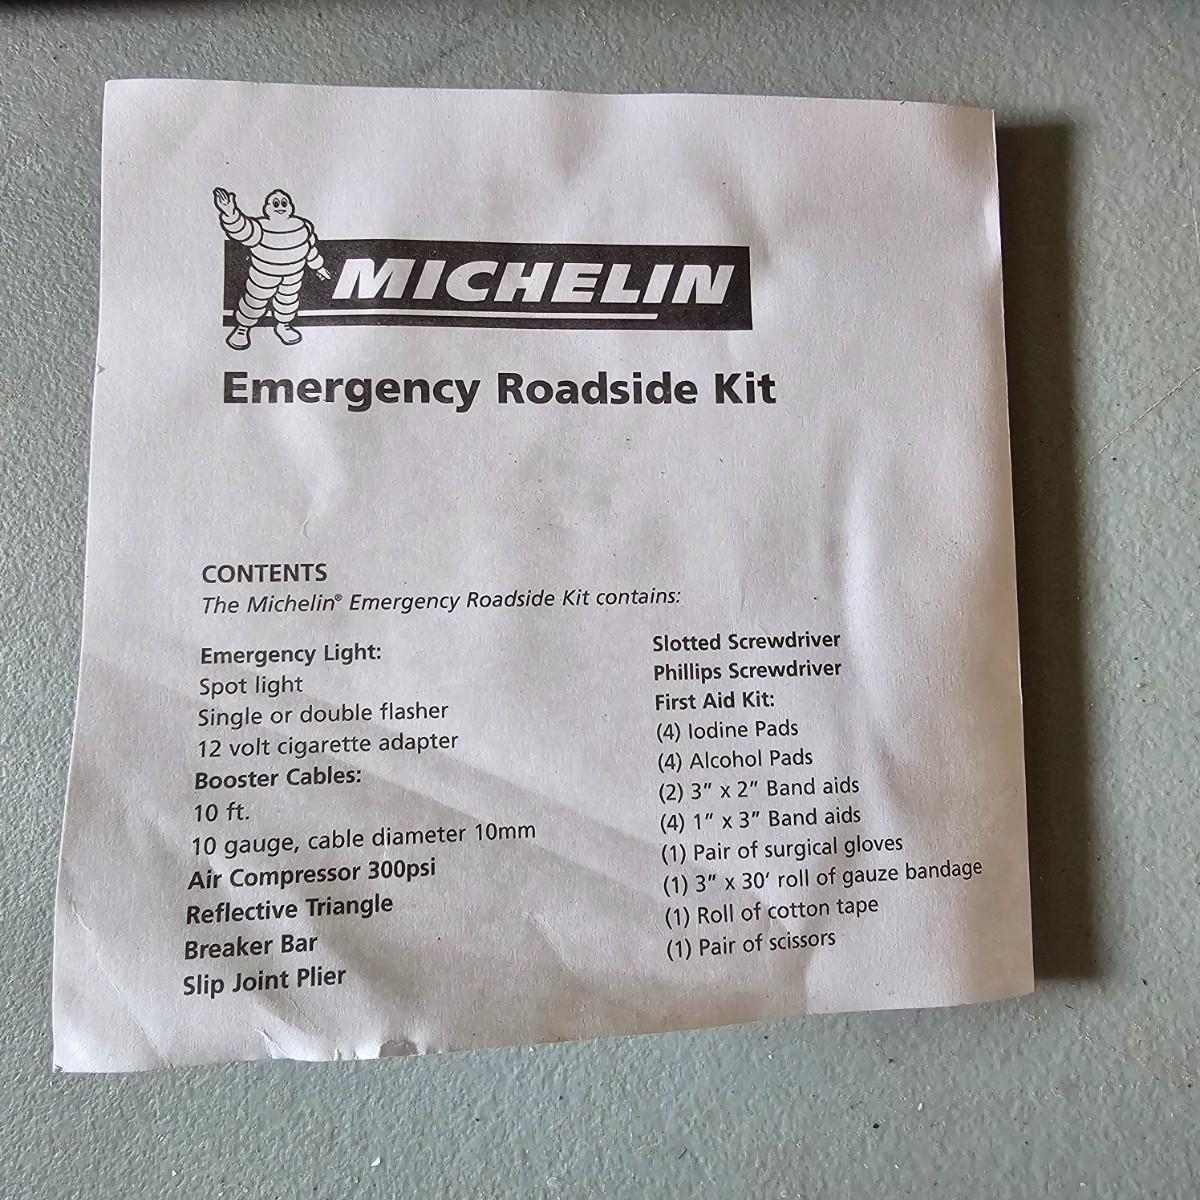 MICHELIN
Emergency Roadside Kit
CONTENTS
The Michelin® Emergency Roadside Kit contains:
Emergency Light:
Spot light
Single or double flasher
12 volt cigarette adapter
Booster Cables:
10 ft.
10 gauge, cable diameter 10mm
Air Compressor 300psi
Reflective Triangle
Breaker Bar
Slip Joint Plier
Slotted Screwdriver
Phillips Screwdriver
First Aid Kit:
(4) Iodine Pads
(4) Alcohol Pads
(2) 3” x 2” Band aids
(4) 1” x 3” Band aids
(1) Pair of surgical gloves
(1) 3” x 30’ roll of gauze bandage
(1) Roll of cotton tape
(1) Pair of scissors